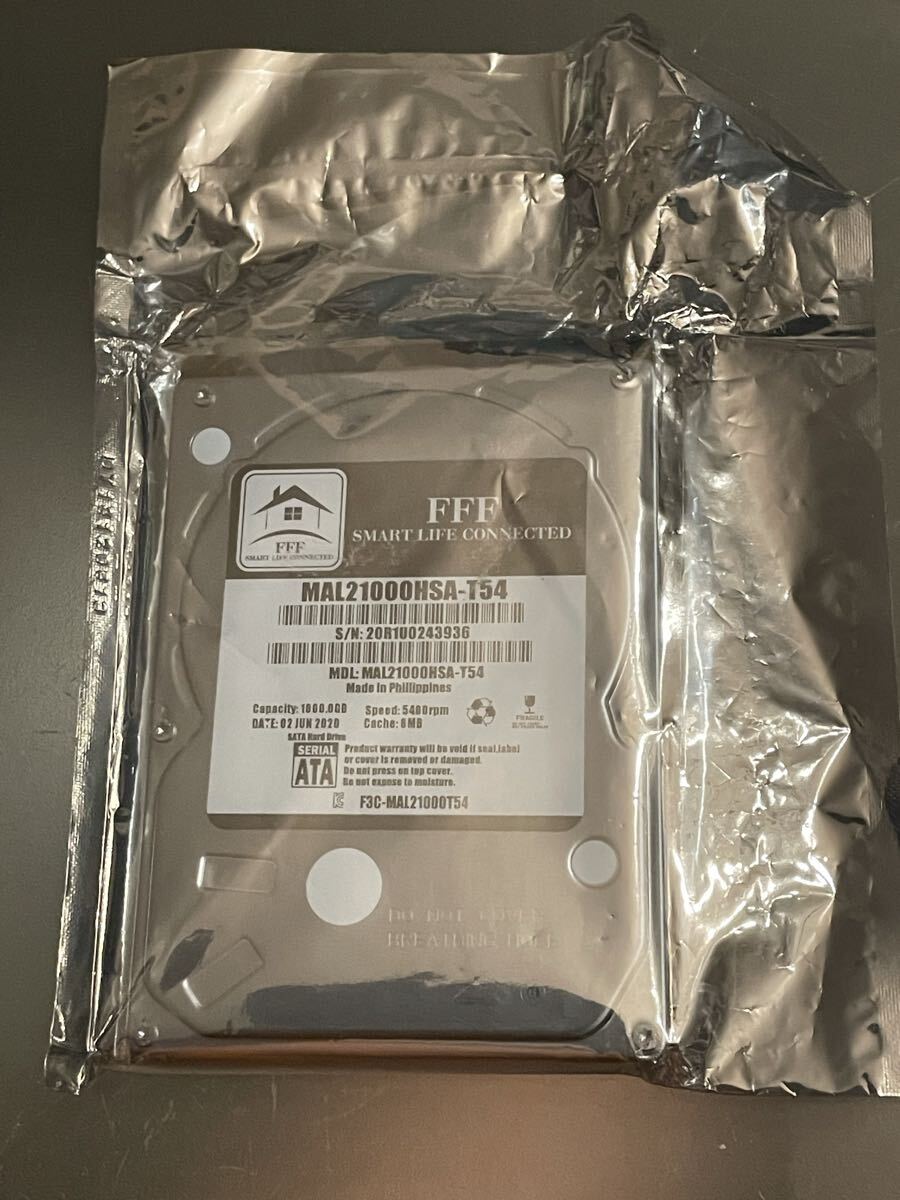 FFF
SMART LIFE CONNECTED
FFF
SMART LIFE CONNECTED
MAL21000HSA-T54
S/N: 20R1U0243936
MDL: MAL21000HSA-T54
Made in Phillippines
Capacity: 1000.0GB Speed: 5400rpm
DATE: 02 JUN 2020 Cache: 8MB
FRAGILE
SATA Hard Drive
SERIAL
ATA
Product warranty will be void if seal,label
or cover is removed or damaged.
Do not press on top cover.
Do not expose to moisture.
F3C-MAL21000T54
DO NOT COVER
BREATHING HOLE